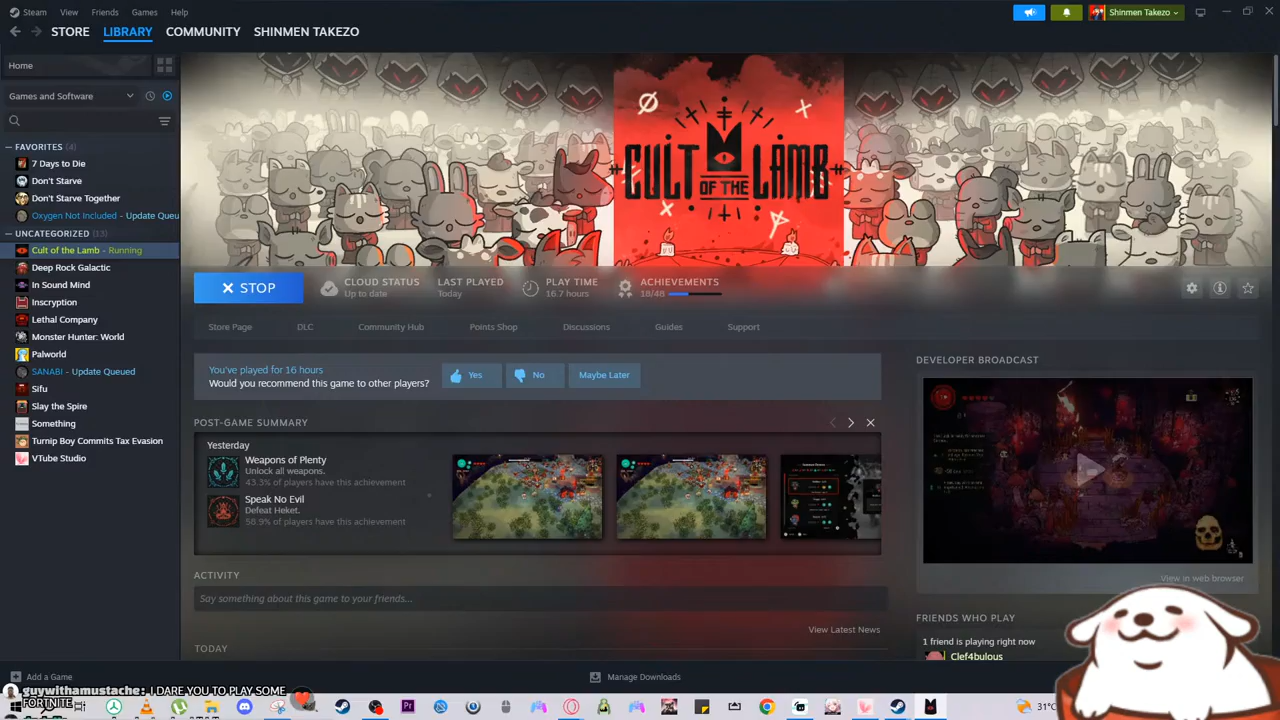 Steam View Friends Games Help
Shinmen Takezo
STORE LIBRARY COMMUNITY SHINMEN TAKEZO
Home
Games and Software
FAVORITES (4)
7 Days to Die
Don't Starve
Don't Starve Together
Oxygen Not Included - Update Queu
UNCATEGORIZED (13)
Cult of the Lamb - Running
Deep Rock Galactic
In Sound Mind
Inscryption
Lethal Company
Monster Hunter: World
Palworld
SANABI - Update Queued
Sifu
Slay the Spire
Something
Turnip Boy Commits Tax Evasion
VTube Studio
CULT
OF THE
LAMB
STOP
CLOUD STATUS
Up to date
LAST PLAYED
Today
PLAY TIME
16.7 hours
ACHIEVEMENTS
18/48
Store Page DLC Community Hub Points Shop Discussions Guides Support
You've played for 16 hours
Would you recommend this game to other players?
Yes
No
Maybe Later
POST-GAME SUMMARY
Yesterday
Weapons of Plenty
Unlock all weapons.
43.3% of players have this achievement
Speak No Evil
Defeat Heket.
58.9% of players have this achievement
ACTIVITY
Say something about this game to your friends...
View Latest News
TODAY
DEVELOPER BROADCAST
View in web browser
FRIENDS WHO PLAY
1 friend is playing right now
Clef4bulous
Add a Game
Manage Downloads
guywithamustache: I DARE YOU TO PLAY SOME
FORTNITE
31°C